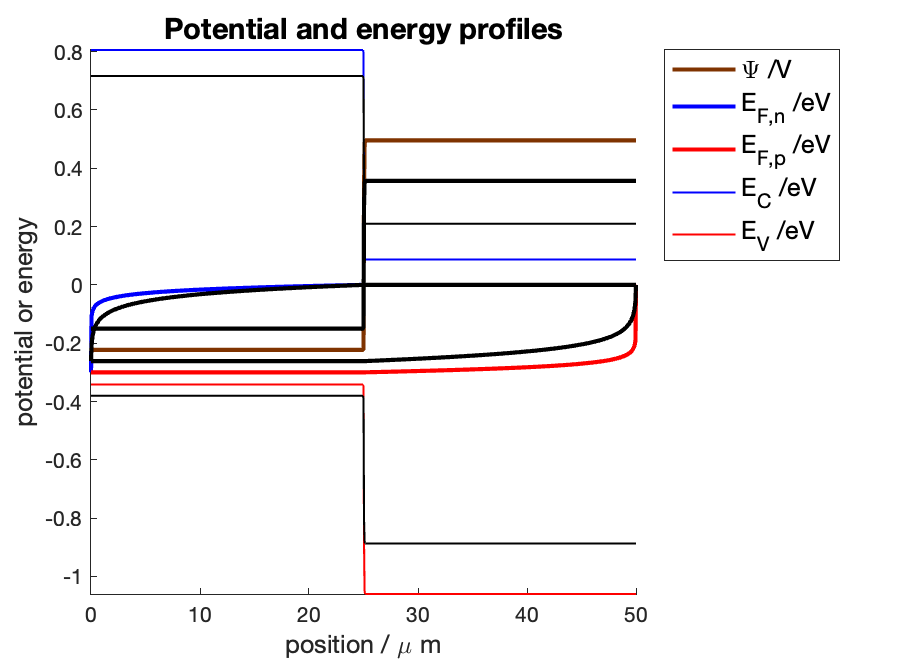 Potential and energy profiles
potential or energy
0.8
0.6
0.4
0.2
0
-0.2
-0.4
-0.6
-0.8
-1
0 10 20 30 40 50
position / μ m
Ψ /V
E_F,n /eV
E_F,p /eV
E_C /eV
E_V /eV